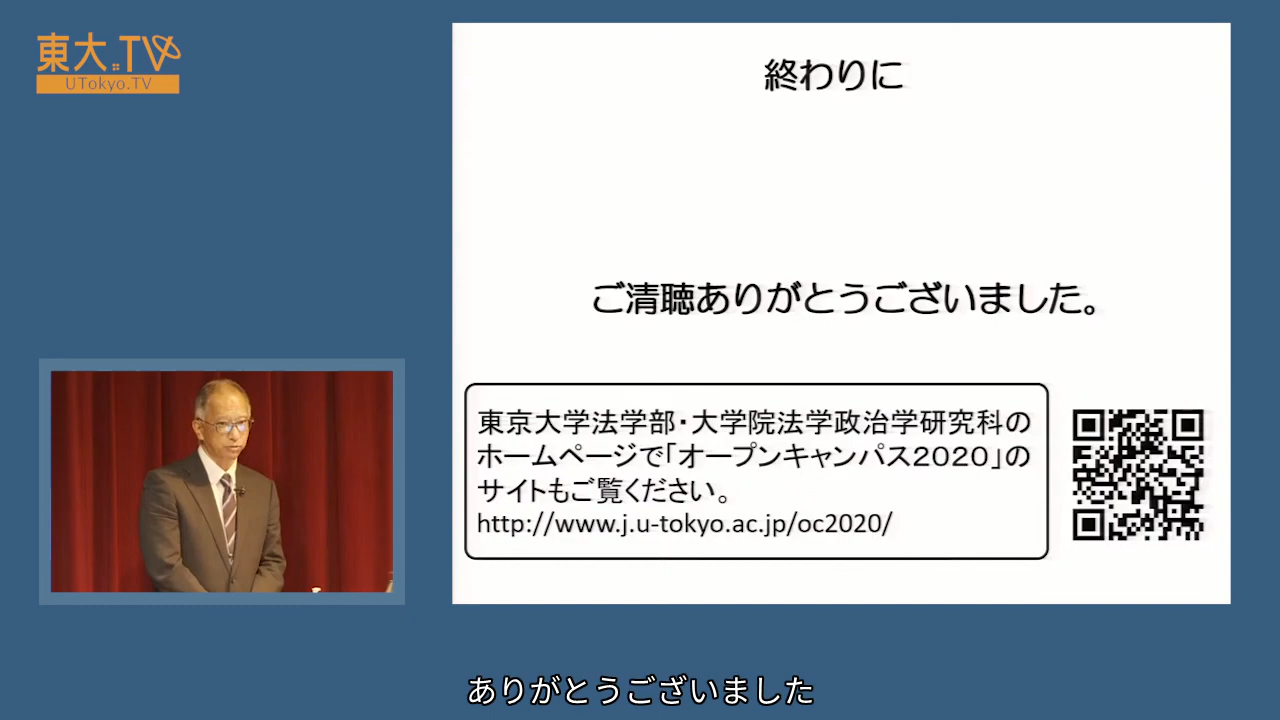 東大.TV
UTokyo.TV
終わりに
ご清聴ありがとうございました。
東京大学法学部・大学院法学政治学研究科の
ホームページで「オープンキャンパス2020」の
サイトもご覧ください。
http://www.j.u-tokyo.ac.jp/oc2020/
ありがとうございました